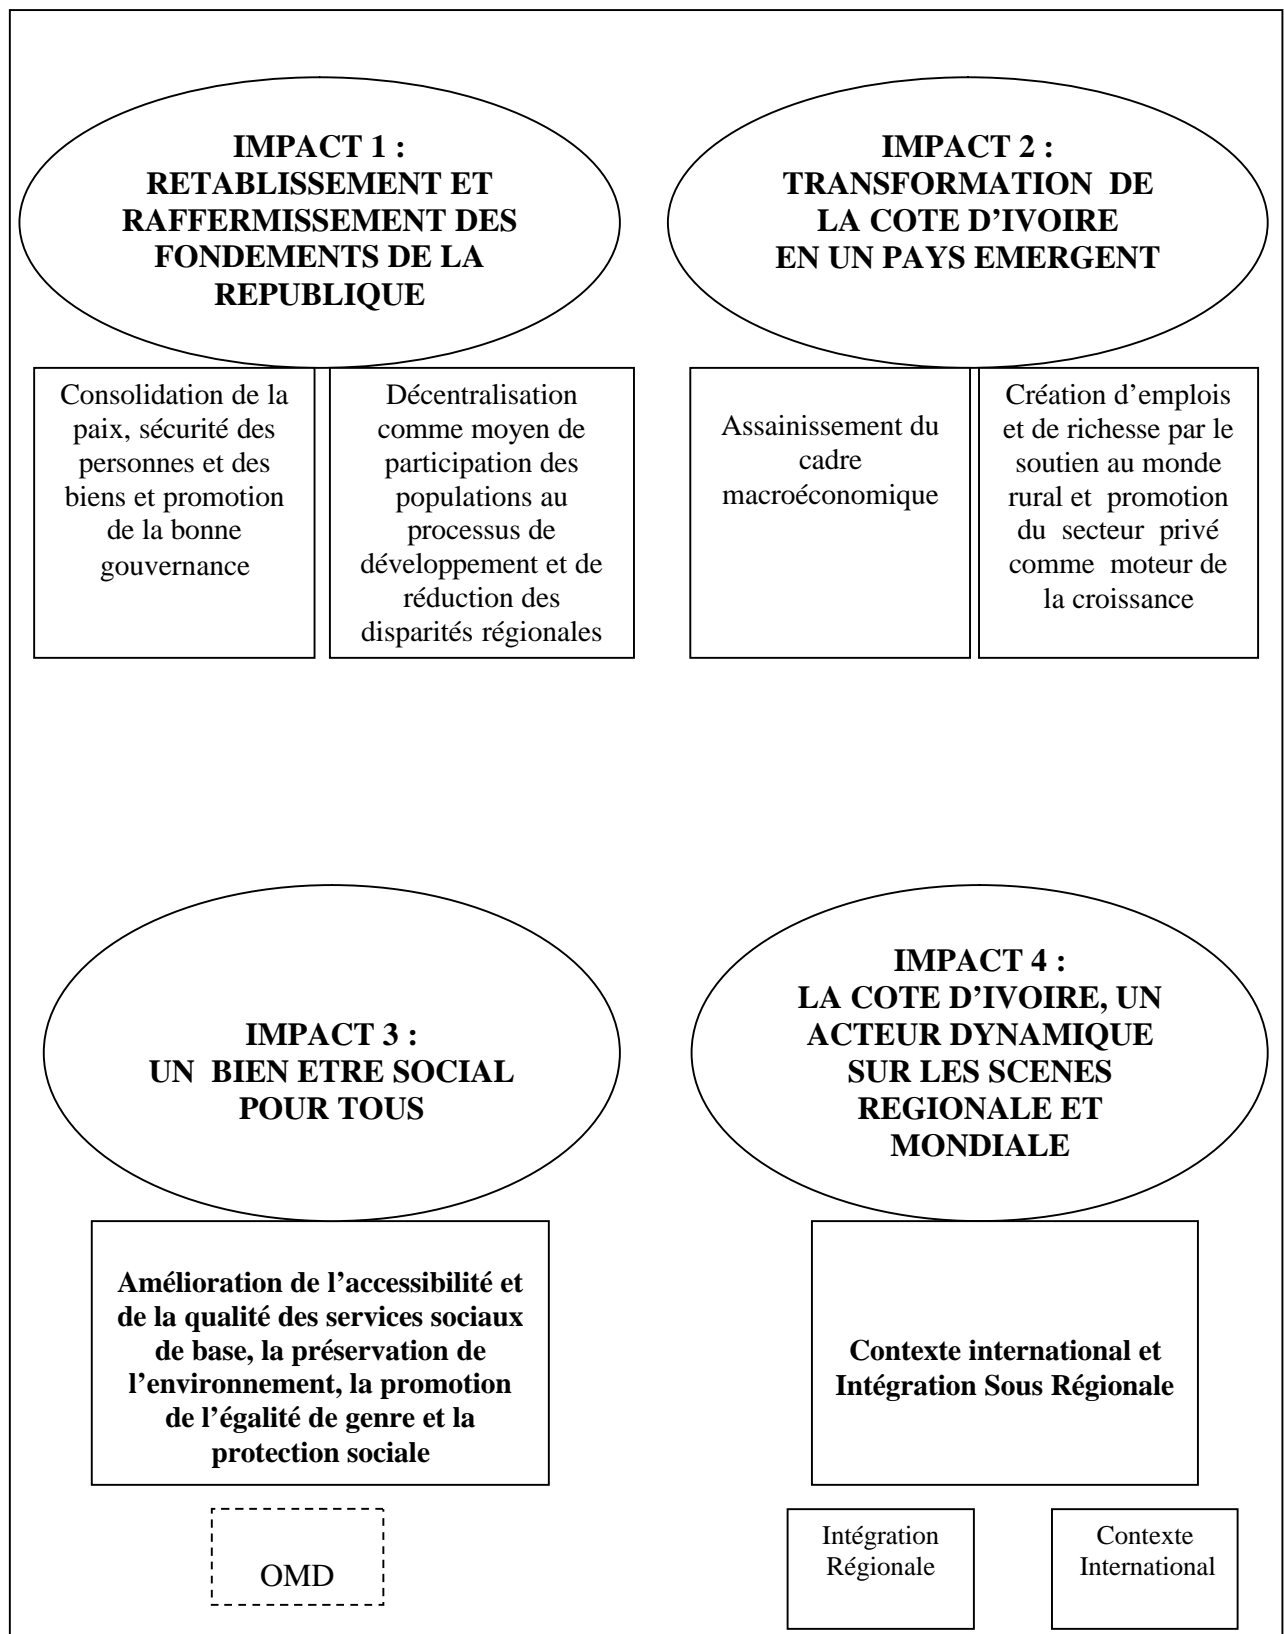 IMPACT 1 :
RETABLISSEMENT ET
RAFFERMISSEMENT DES
FONDEMENTS DE LA
REPUBLIQUE
IMPACT 2 :
TRANSFORMATION DE
LA COTE D’IVOIRE
EN UN PAYS EMERGENT
Consolidation de la
paix, sécurité des
personnes et des
biens et promotion
de la bonne
gouvernance
Décentralisation
comme moyen de
participation des
populations au
processus de
développement et de
réduction des
disparités régionales
Assainissement du
cadre
macroéconomique
Création d’emplois
et de richesse par le
soutien au monde
rural et promotion
du secteur privé
comme moteur de
la croissance
IMPACT 3 :
UN BIEN ETRE SOCIAL
POUR TOUS
IMPACT 4 :
LA COTE D’IVOIRE, UN
ACTEUR DYNAMIQUE
SUR LES SCENES
REGIONALE ET
MONDIALE
Amélioration de l’accessibilité et
de la qualité des services sociaux
de base, la préservation de
l’environnement, la promotion
de l’égalité de genre et la
protection sociale
Contexte international et
Intégration Sous Régionale
OMD
Intégration
Régionale
Contexte
International